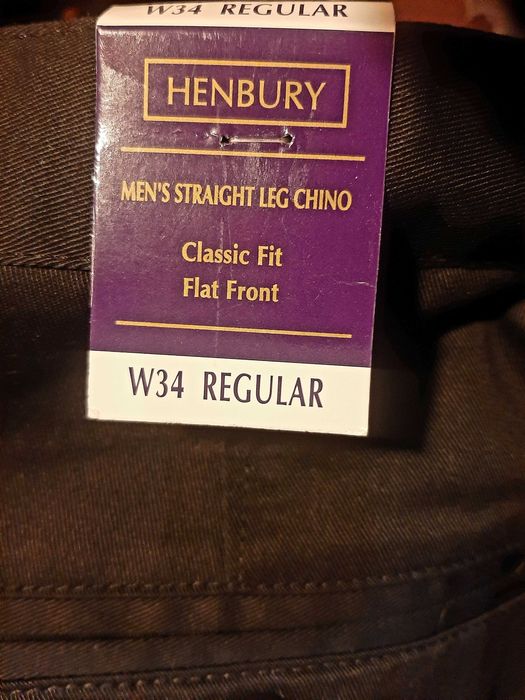 W34 REGULAR
HENBURY
MEN'S STRAIGHT LEG CHINO
Classic Fit
Flat Front
W34 REGULAR